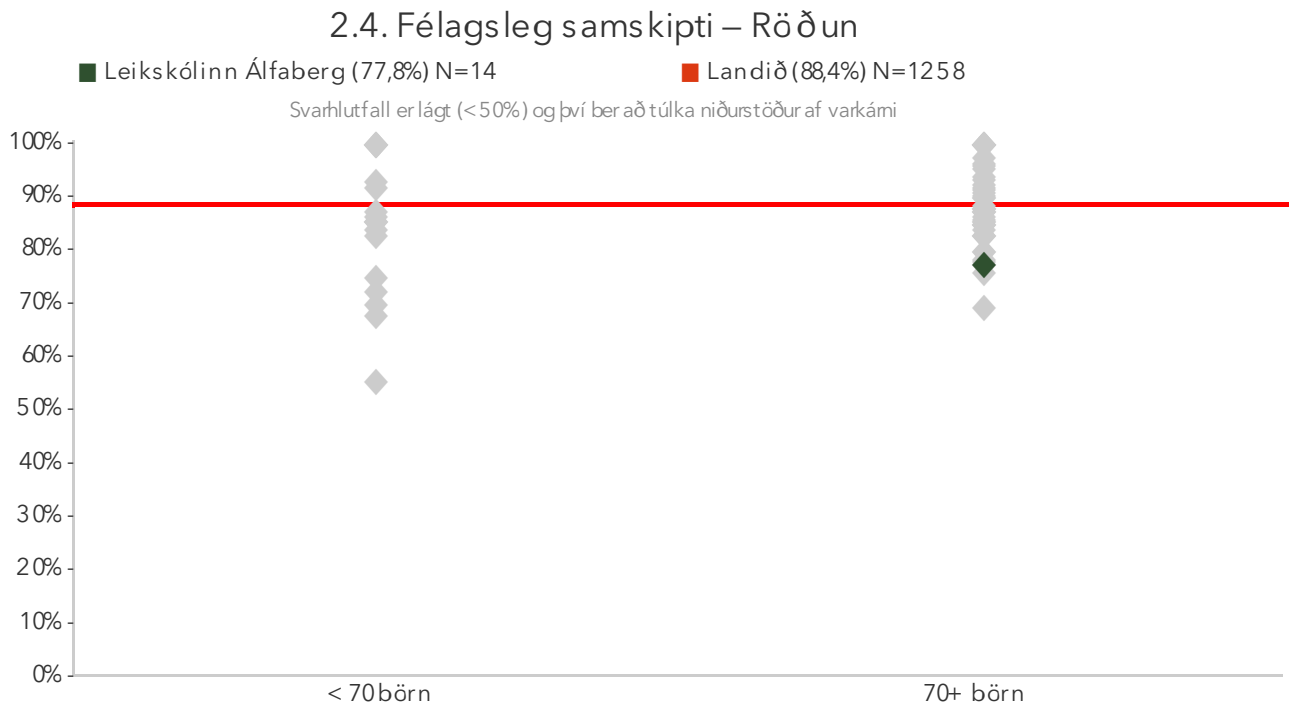 2.4. Félagsleg samskipti – Röðun
Leikskólinn Álfaberg (77,8%) N=14
Landið (88,4%) N=1258
Svarhlutfall er lágt (<50%) og því ber að túlka niðurstöður af varkárni
100%
90%
80%
70%
60%
50%
40%
30%
20%
10%
0%
< 70 börn
70+ börn